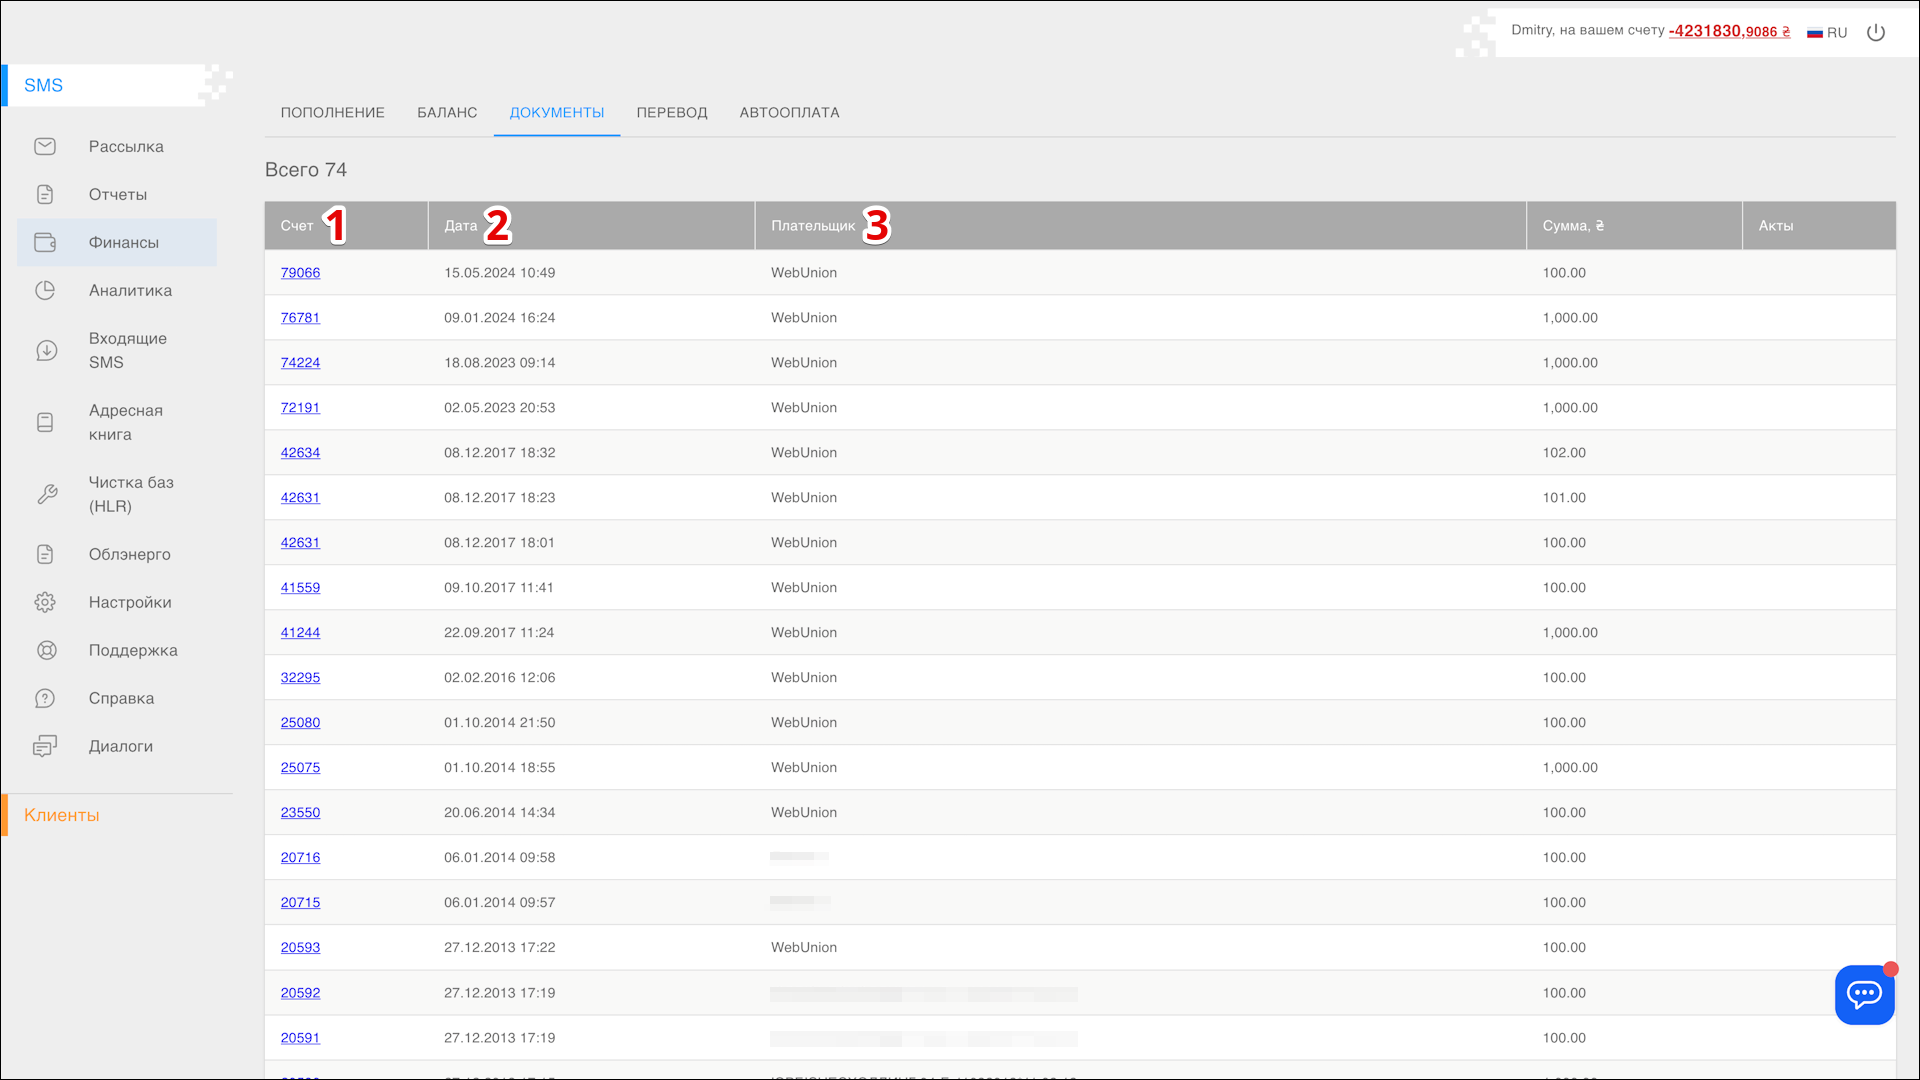 Dmitry, на вашем счету -4231830,9086 ₴ RU
SMS
Рассылка
Отчеты
Финансы
Аналитика
Входящие
SMS
Адресная
книга
Чистка баз
(HLR)
Облэнерго
Настройки
Поддержка
Справка
Диалоги
Клиенты
ПОПОЛНЕНИЕ БАЛАНС ДОКУМЕНТЫ ПЕРЕВОД АВТООПЛАТА
Всего 74
Счет 1 Дата 2 Плательщик 3 Сумма, ₴ Акты
79066 15.05.2024 10:49 WebUnion 100.00
76781 09.01.2024 16:24 WebUnion 1,000.00
74224 18.08.2023 09:14 WebUnion 1,000.00
72191 02.05.2023 20:53 WebUnion 1,000.00
42634 08.12.2017 18:32 WebUnion 102.00
42631 08.12.2017 18:23 WebUnion 101.00
42631 08.12.2017 18:01 WebUnion 100.00
41559 09.10.2017 11:41 WebUnion 100.00
41244 22.09.2017 11:24 WebUnion 1,000.00
32295 02.02.2016 12:06 WebUnion 100.00
25080 01.10.2014 21:50 WebUnion 100.00
25075 01.10.2014 18:55 WebUnion 1,000.00
23550 20.06.2014 14:34 WebUnion 100.00
20716 06.01.2014 09:58 100.00
20715 06.01.2014 09:57 100.00
20593 27.12.2013 17:22 WebUnion 100.00
20592 27.12.2013 17:19 100.00
20591 27.12.2013 17:19 100.00